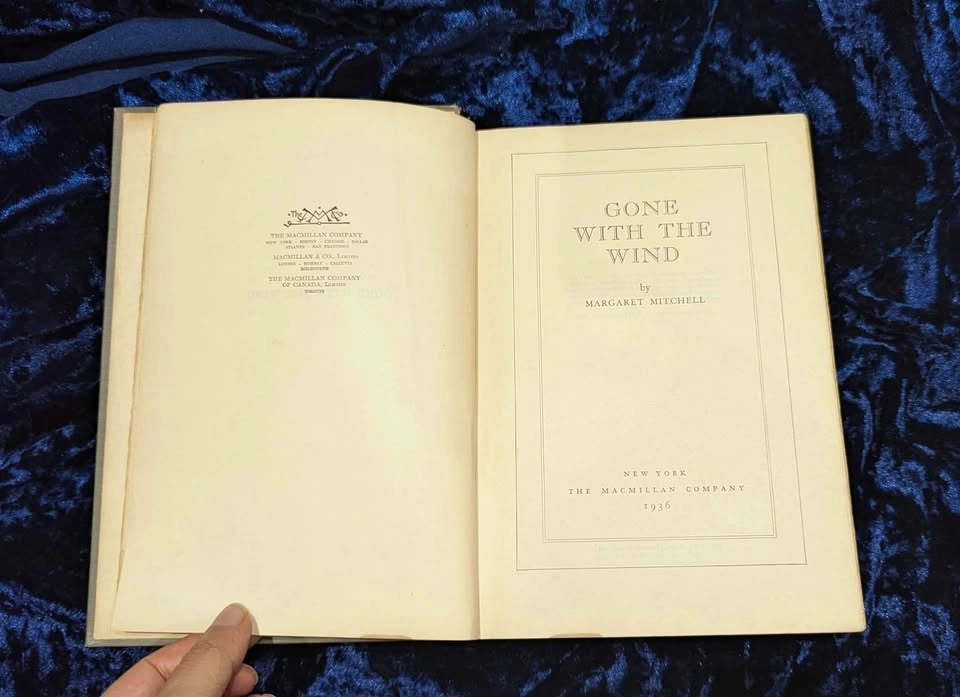 The M Co.
THE MACMILLAN COMPANY
NEW YORK · BOSTON · CHICAGO · DALLAS
ATLANTA · SAN FRANCISCO
MACMILLAN & CO., LIMITED
LONDON · BOMBAY · CALCUTTA
MELBOURNE
THE MACMILLAN COMPANY
OF CANADA, LIMITED
TORONTO
GONE
WITH THE
WIND
by
MARGARET MITCHELL
NEW YORK
THE MACMILLAN COMPANY
1936